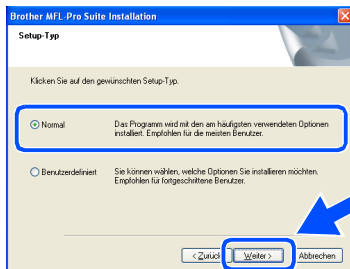 Brother MFL-Pro Suite Installation
Setup-Typ
Klicken Sie auf den gewünschten Setup-Typ.
Normal
Das Programm wird mit den am häufigsten verwendeten Optionen
installiert. Empfohlen für die meisten Benutzer.
Benutzerdefiniert
Sie können wählen, welche Optionen Sie installieren möchten.
Empfohlen für fortgeschrittene Benutzer.
< Zurück
Weiter >
Abbrechen